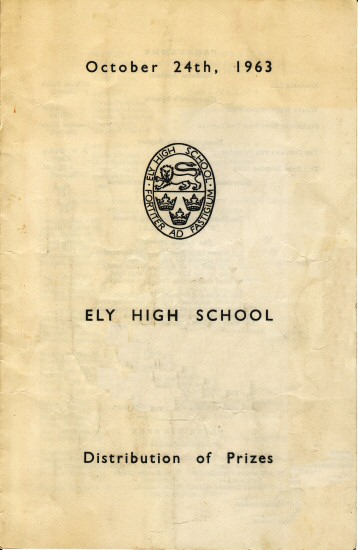 October 24th, 1963
· ELY HIGH SCHOOL ·
FORTITER AD FASTIGIUM
ELY HIGH SCHOOL
Distribution of Prizes